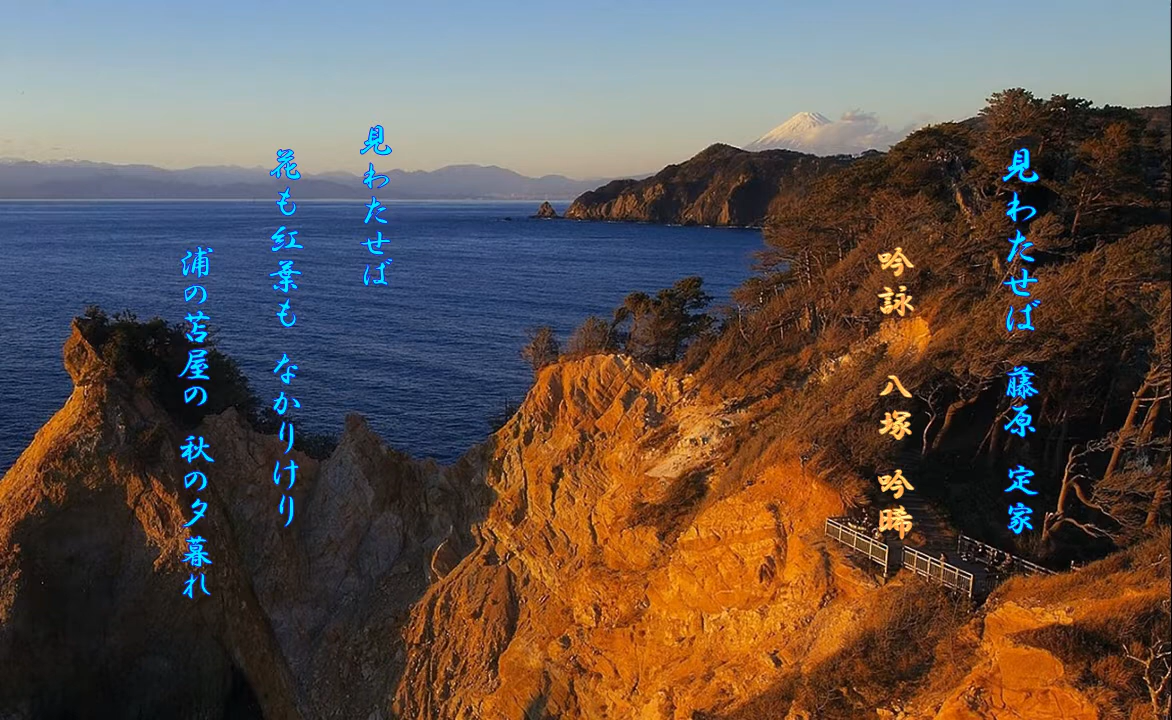 見わたせば 藤原 定家
吟詠 八塚 吟晞
見わたせば
花も紅葉も なかりけり
浦の苫屋の 秋の夕暮れ